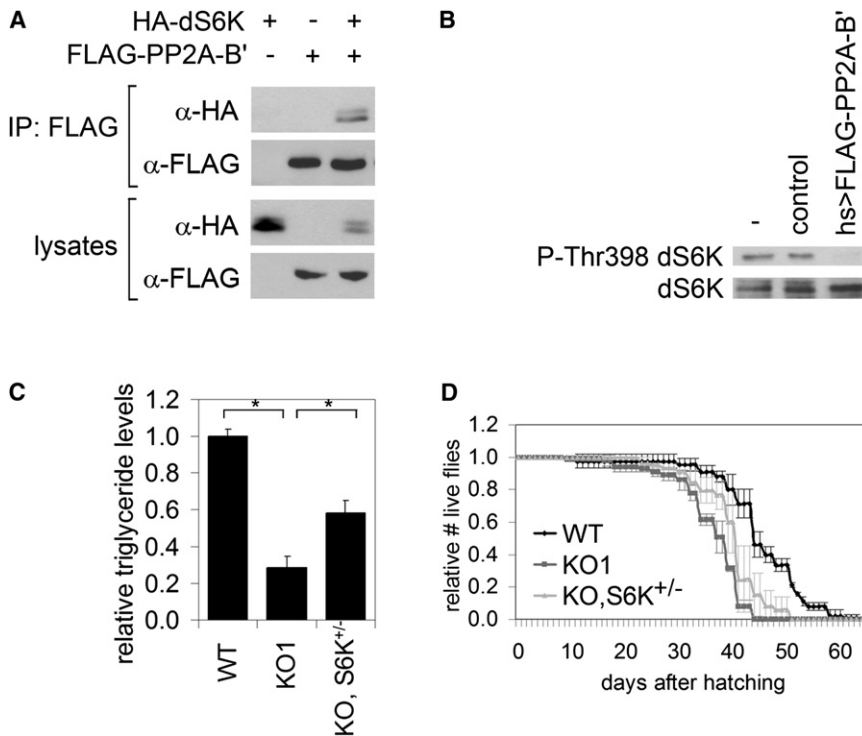 A
HA-dS6K + - +
FLAG-PP2A-B' - + +
IP: FLAG
α-HA
α-FLAG
lysates
α-HA
α-FLAG
B
-
control
hs>FLAG-PP2A-B'
P-Thr398 dS6K
dS6K
C
relative triglyceride levels
1.2
1.0
0.8
0.6
0.4
0.2
0.0
* *
WT
KO1
KO, S6K+/-
D
relative # live flies
1.2
1.0
0.8
0.6
0.4
0.2
0.0
WT
KO1
KO,S6K+/-
0 10 20 30 40 50 60
days after hatching